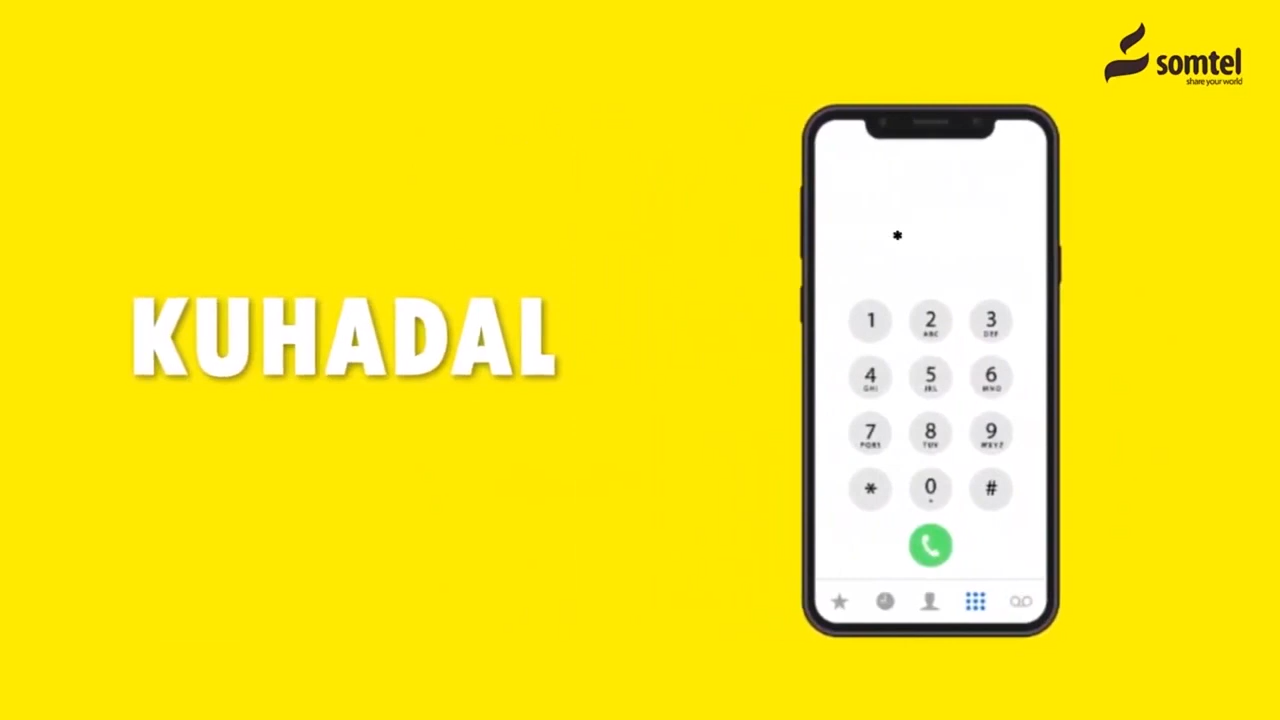 somtel
share your world
KUHADAL
*
1 2 3
ABC DEF
4 5 6
GHI JKL MNO
7 8 9
PQRS TUV WXYZ
* 0 #
+